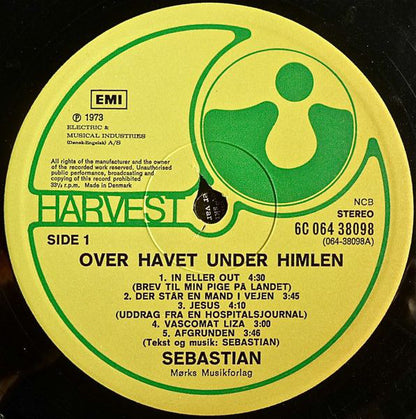 EMI
℗ 1973
ELECTRIC &
MUSICAL INDUSTRIES
(Dansk-Engelsk) A/S
All rights of the manufacturer and the owner
of the recorded work reserved. Unauthorised
public performance, broadcasting and
copying of this record prohibited.
33⅓ r.p.m. Made in Denmark
HARVEST
NCB
STEREO
6C 064 38098
(064-38098A)
SIDE 1
OVER HAVET UNDER HIMLEN
1. IN ELLER OUT 4:30
(BREV TIL MIN PIGE PÅ LANDET)
2. DER STÅR EN MAND I VEJEN 3:45
3. JESUS 4:10
(UDDRAG FRA EN HOSPITALSJOURNAL)
4. VASCOMAT LIZA 3:00
5. AFGRUNDEN 3:46
(Tekst og musik: SEBASTIAN)
SEBASTIAN
Mørks Musikforlag